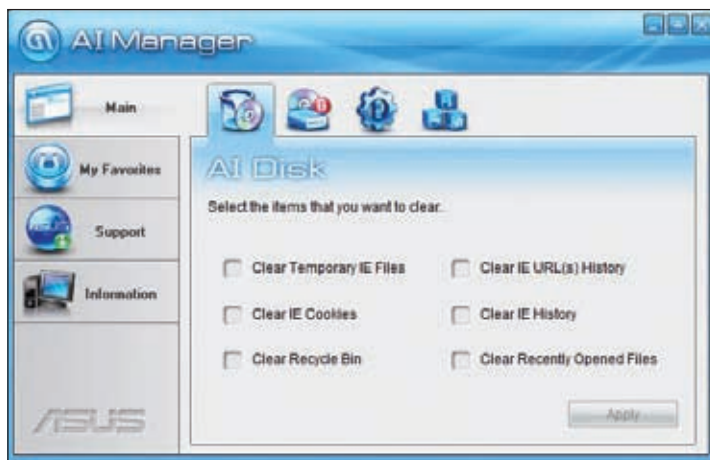 AI Manager
Main
My Favorites
Support
Information
ASUS
AI Disk
Select the items that you want to clear.
Clear Temporary IE Files
Clear IE URL(s) History
Clear IE Cookies
Clear IE History
Clear Recycle Bin
Clear Recently Opened Files
Apply